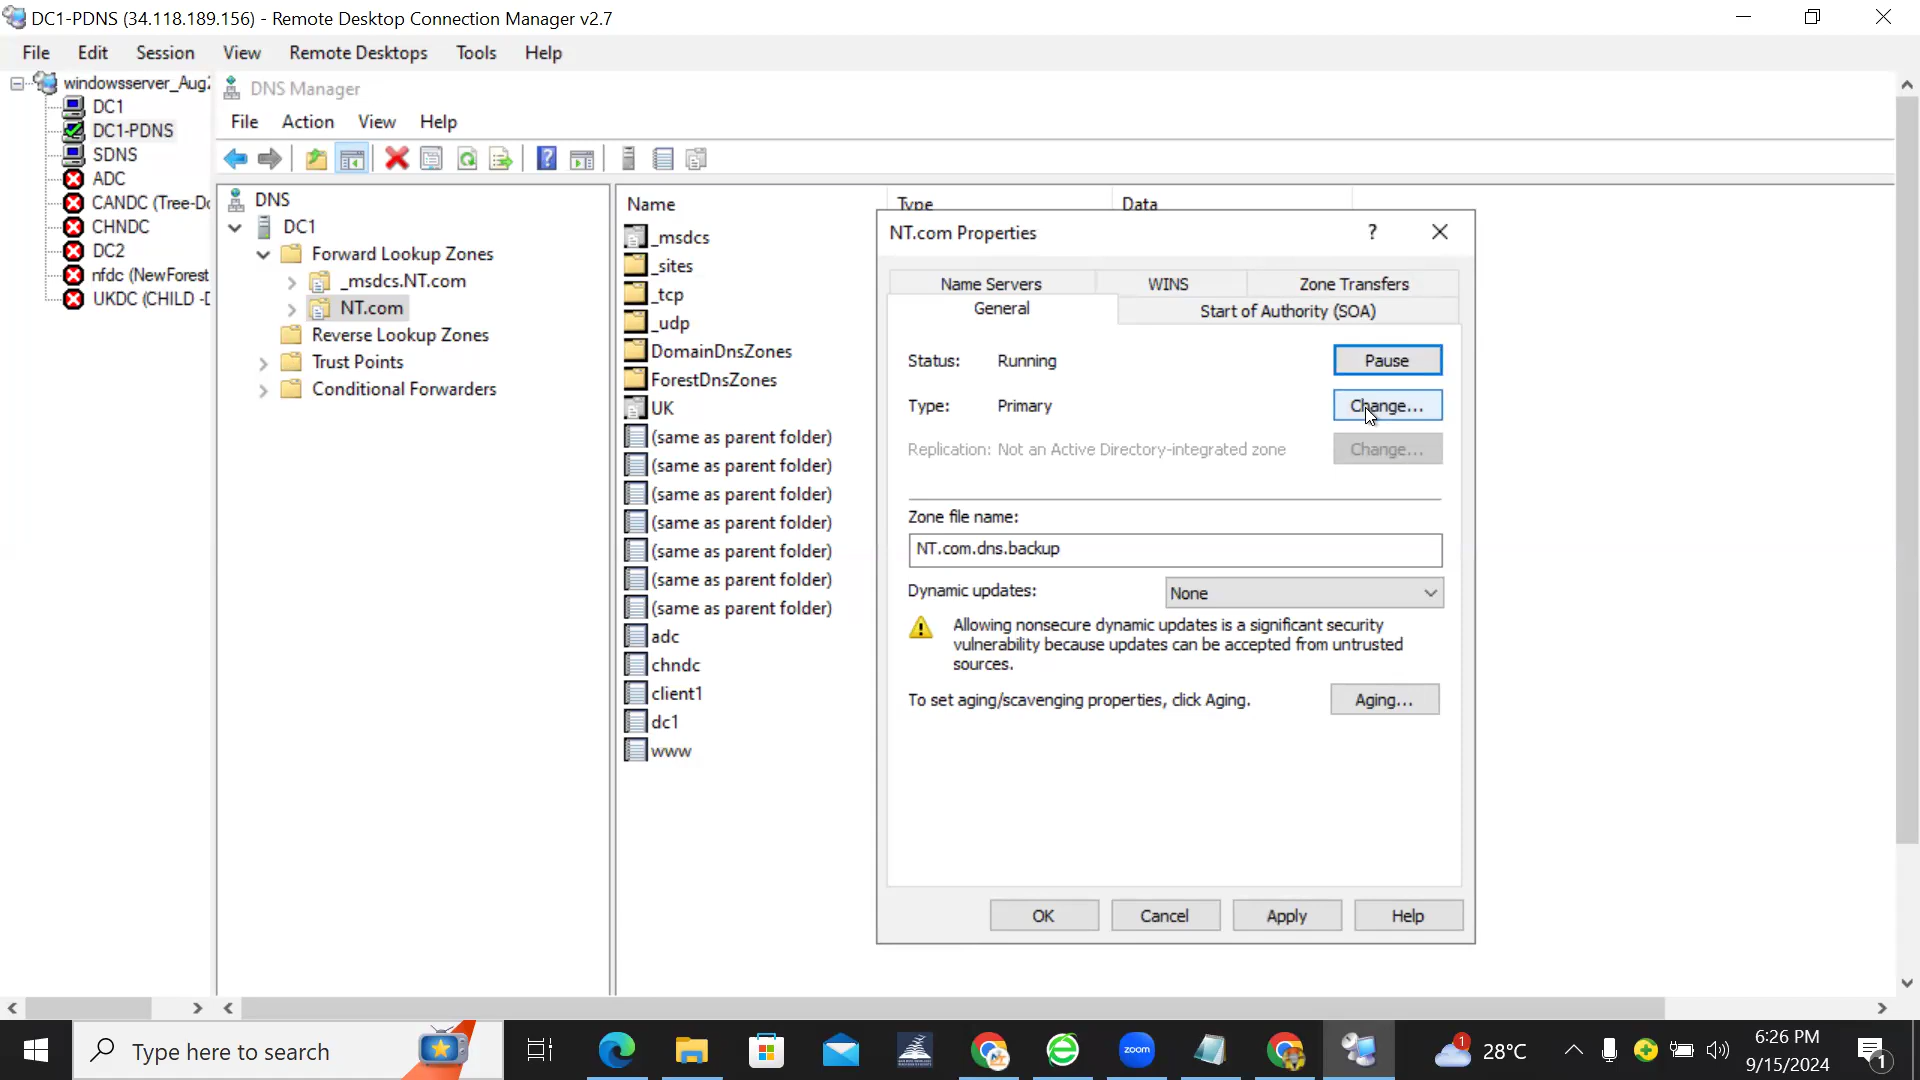 DC1-PDNS (34.118.189.156) - Remote Desktop Connection Manager v2.7
File Edit Session View Remote Desktops Tools Help
windowsserver_Aug
DC1
DC1-PDNS
SDNS
ADC
CANDC (Tree-Do
CHNDC
DC2
nfdc (NewForest
UKDC (CHILD -D
DNS Manager
File Action View Help
DNS
DC1
Forward Lookup Zones
_msdcs.NT.com
NT.com
Reverse Lookup Zones
Trust Points
Conditional Forwarders
Name Type Data
_msdcs
_sites
_tcp
_udp
DomainDnsZones
ForestDnsZones
UK
(same as parent folder)
(same as parent folder)
(same as parent folder)
(same as parent folder)
(same as parent folder)
(same as parent folder)
(same as parent folder)
adc
chndc
client1
dc1
www
NT.com Properties ?
Name Servers WINS Zone Transfers
General Start of Authority (SOA)
Status: Running Pause
Type: Primary Change...
Replication: Not an Active Directory-integrated zone Change...
Zone file name:
NT.com.dns.backup
Dynamic updates: None
Allowing nonsecure dynamic updates is a significant security
vulnerability because updates can be accepted from untrusted
sources.
To set aging/scavenging properties, click Aging. Aging...
OK Cancel Apply Help
Type here to search
zoom
1
28°C
6:26 PM
9/15/2024
1